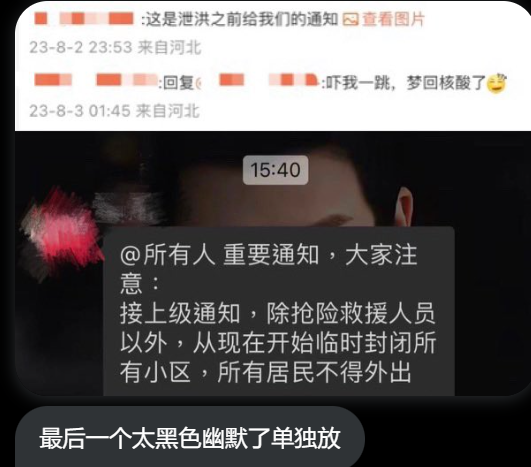 :这是泄洪之前给我们的通知 查看图片
23-8-2 23:53 来自河北
:回复@ :吓我一跳，梦回核酸了
23-8-3 01:45 来自河北
15:40
@所有人 重要通知，大家注
意：
接上级通知，除抢险救援人员
以外，从现在开始临时封闭所
有小区，所有居民不得外出
最后一个太黑色幽默了单独放